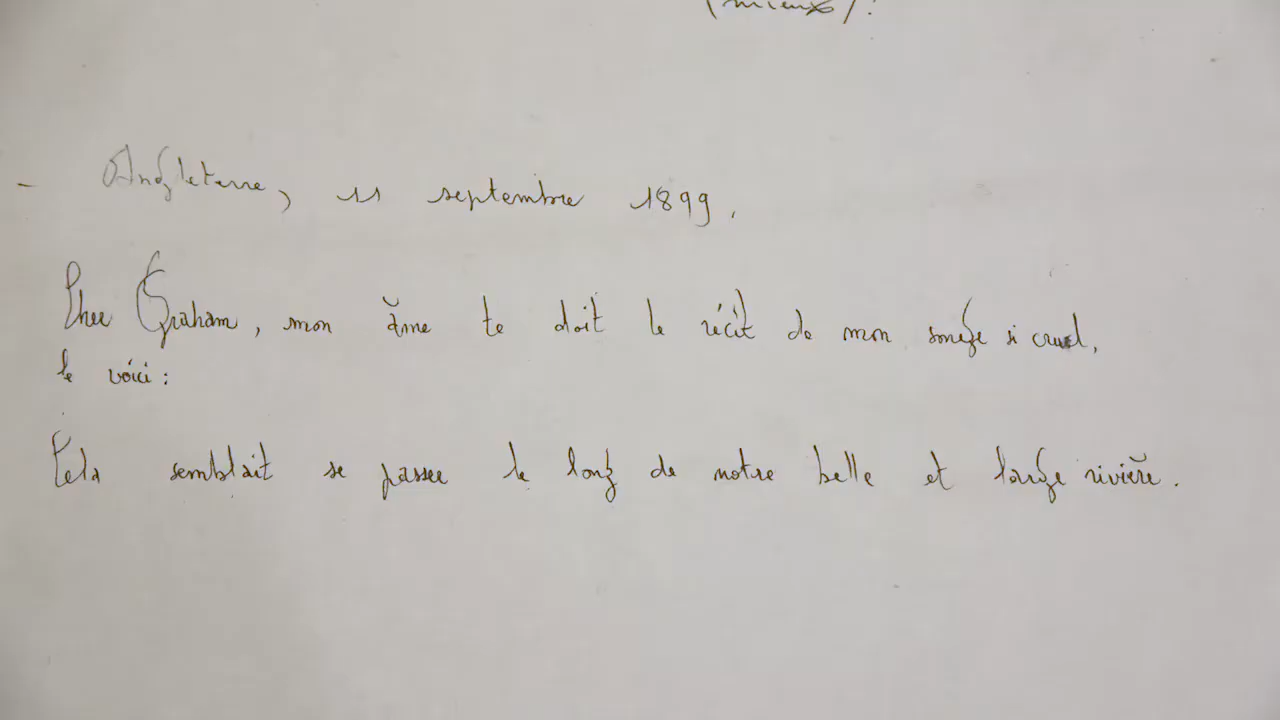 (mieux).
- Angleterre, 11 septembre 1899.
Cher Graham, mon âme te doit le récit de mon songe si cruel,
le voici :
Cela semblait se passer le long de notre belle et large rivière.